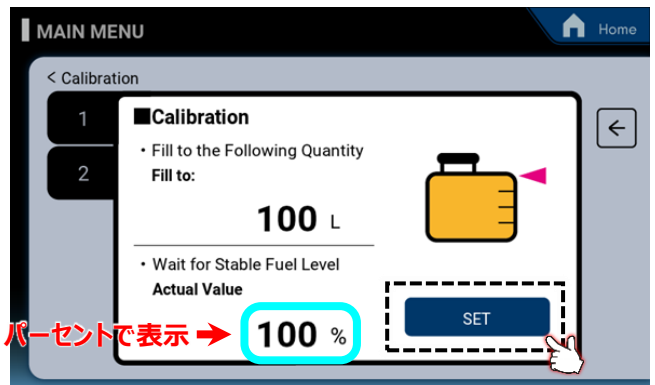 MAIN MENU
Home
< Calibration
1
2
■Calibration
・Fill to the Following Quantity
Fill to:
100 L
・Wait for Stable Fuel Level
Actual Value
パーセントで表示
100 %
SET